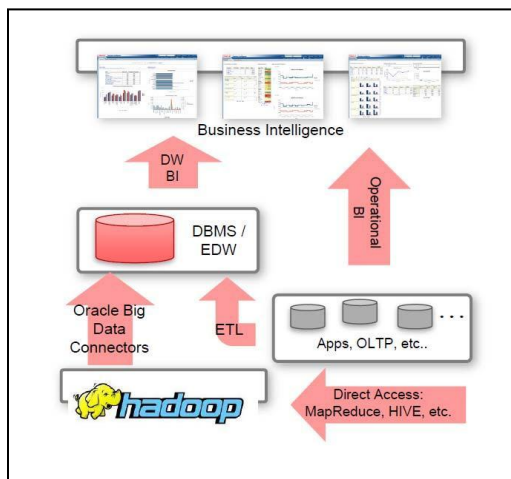 Business Intelligence
DW
BI
Operational
BI
DBMS /
EDW
Oracle Big
Data
Connectors
ETL
Apps, OLTP, etc..
...
hadoop
Direct Access:
MapReduce, HIVE, etc.